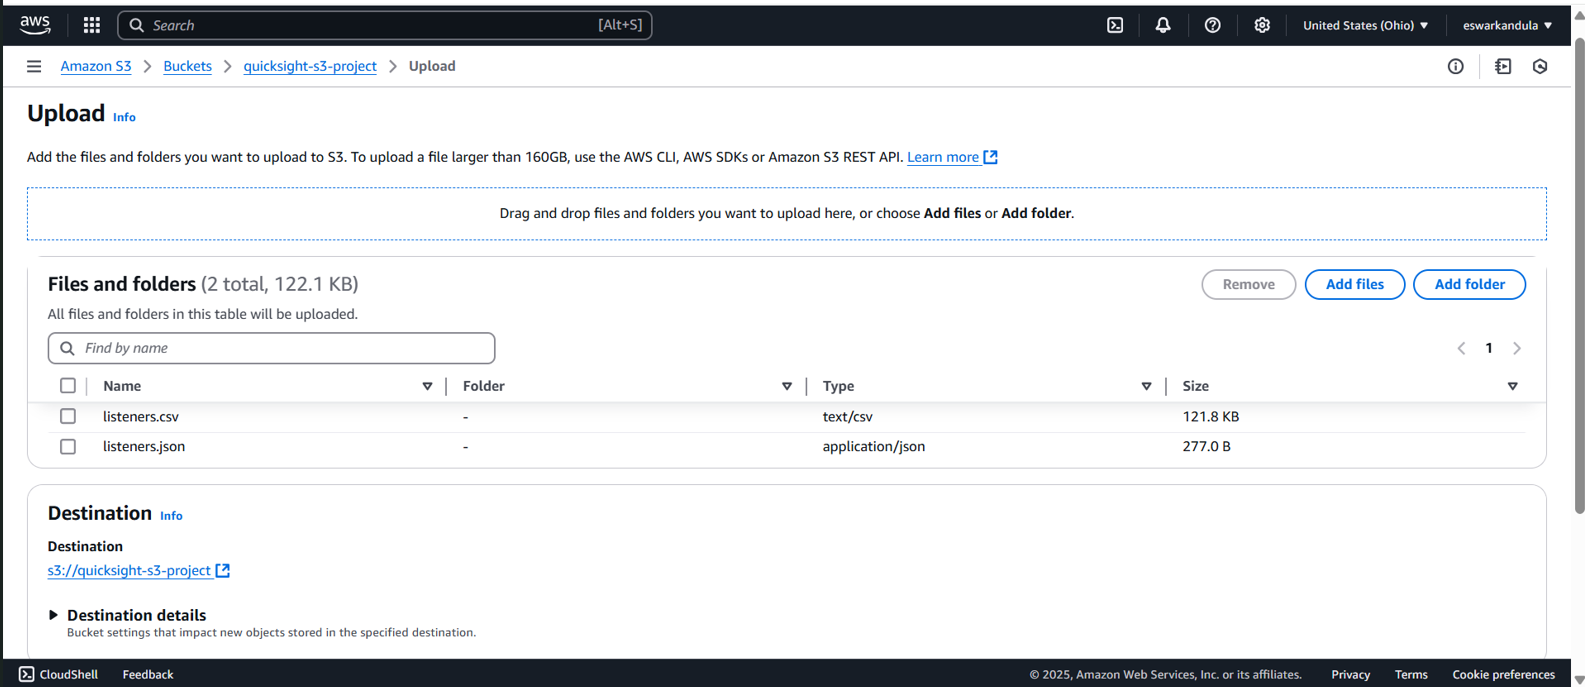 aws Search [Alt+S] United States (Ohio) eswarkandula
Amazon S3 Buckets quicksight-s3-project Upload
Upload Info
Add the files and folders you want to upload to S3. To upload a file larger than 160GB, use the AWS CLI, AWS SDKs or Amazon S3 REST API. Learn more
Drag and drop files and folders you want to upload here, or choose Add files or Add folder.
Files and folders (2 total, 122.1 KB) Remove Add files Add folder
All files and folders in this table will be uploaded.
Find by name 1
Name Folder Type Size
listeners.csv - text/csv 121.8 KB
listeners.json - application/json 277.0 B
Destination Info
Destination
s3://quicksight-s3-project
Destination details
Bucket settings that impact new objects stored in the specified destination.
CloudShell Feedback © 2025, Amazon Web Services, Inc. or its affiliates. Privacy Terms Cookie preferences